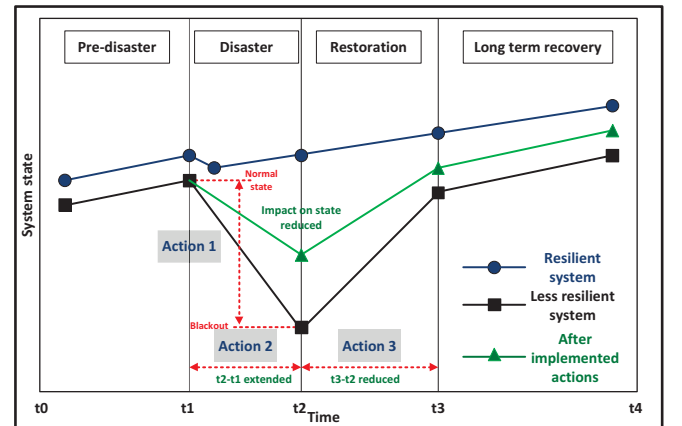 Pre-disaster
Disaster
Restoration
Long term recovery
System state
Normal
state
Impact on state
reduced
Action 1
Resilient
system
Less resilient
system
Blackout
Action 2
Action 3
After
implemented
actions
t2-t1 extended
t3-t2 reduced
t0
t1
t2
Time
t3
t4